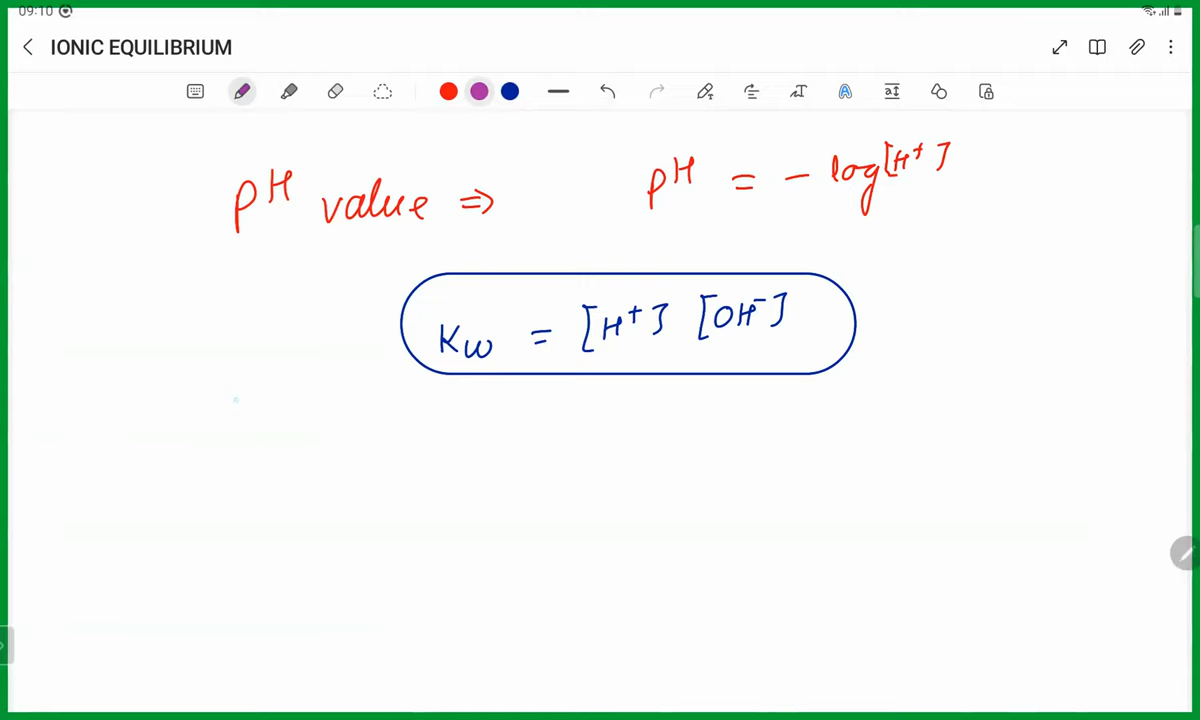 09:10
IONIC EQUILIBRIUM
pH value ⇒ pH = - log[H⁺]
Kw = [H⁺] [OH⁻]